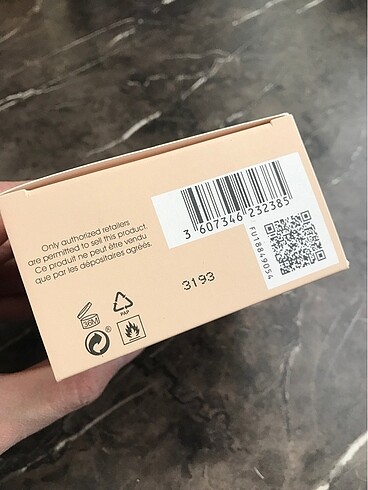 Only authorized retailers
are permitted to sell this product.
Ce produit ne peut être vendu
que par les dépositaires agréés.
3 607346 232385
FU18849054
3193
36M
PAP
®